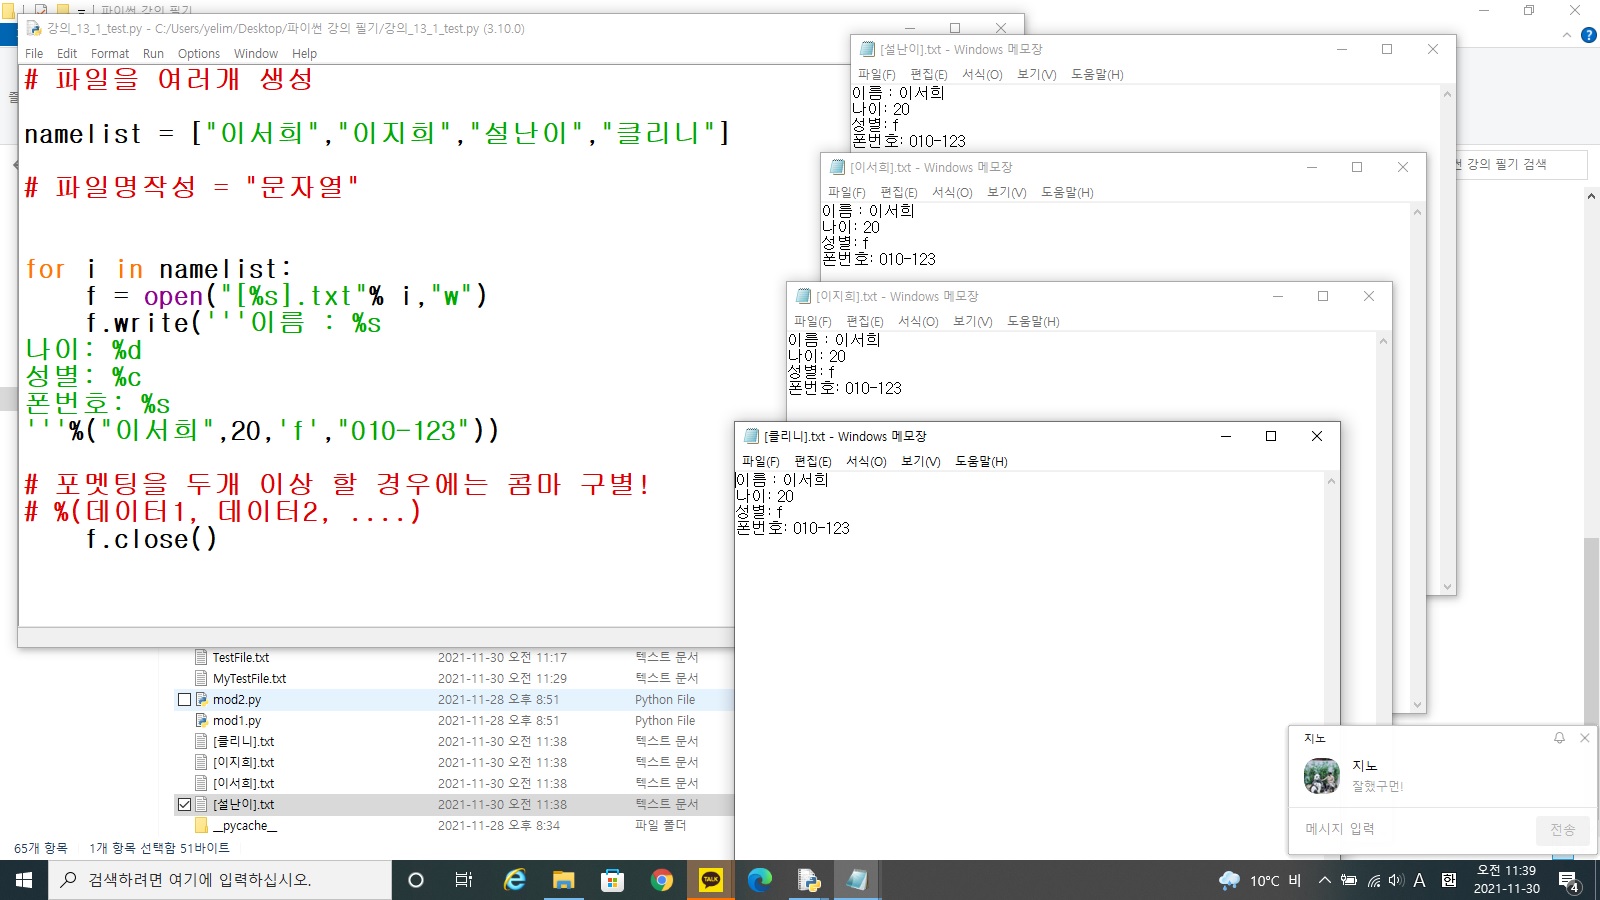 파이썬 강의 필기
강의_13_1_test.py - C:/Users/yelim/Desktop/파이썬 강의 필기/강의_13_1_test.py (3.10.0)
File Edit Format Run Options Window Help
# 파일을 여러개 생성
namelist = ["이서희","이지희","설난이","클리니"]
# 파일명작성 = "문자열"
for i in namelist:
    f = open("[%s].txt"% i,"w")
    f.write('''이름 : %s
나이: %d
성별: %c
폰번호: %s
'''%("이서희",20,'f',"010-123"))
# 포멧팅을 두개 이상 할 경우에는 콤마 구별!
# %(데이터1, 데이터2, ....)
    f.close()
[설난이].txt - Windows 메모장
파일(F) 편집(E) 서식(O) 보기(V) 도움말(H)
이름 : 이서희
나이: 20
성별: f
폰번호: 010-123
[이서희].txt - Windows 메모장
파일(F) 편집(E) 서식(O) 보기(V) 도움말(H)
이름 : 이서희
나이: 20
성별: f
폰번호: 010-123
강의 필기 검색
[이지희].txt - Windows 메모장
파일(F) 편집(E) 서식(O) 보기(V) 도움말(H)
이름 : 이서희
나이: 20
성별: f
폰번호: 010-123
[클리니].txt - Windows 메모장
파일(F) 편집(E) 서식(O) 보기(V) 도움말(H)
이름 : 이서희
나이: 20
성별: f
폰번호: 010-123
TestFile.txt 2021-11-30 오전 11:17 텍스트 문서
MyTestFile.txt 2021-11-30 오전 11:29 텍스트 문서
mod2.py 2021-11-28 오후 8:51 Python File
mod1.py 2021-11-28 오후 8:51 Python File
[클리니].txt 2021-11-30 오전 11:38 텍스트 문서
[이지희].txt 2021-11-30 오전 11:38 텍스트 문서
[이서희].txt 2021-11-30 오전 11:38 텍스트 문서
[설난이].txt 2021-11-30 오전 11:38 텍스트 문서
__pycache__ 2021-11-28 오후 8:34 파일 폴더
65개 항목 1개 항목 선택함 51바이트
지노
지노
잘했구먼!
메시지 입력 전송
검색하려면 여기에 입력하십시오.
TALK
10°C 비
A 한
오전 11:39
2021-11-30
4